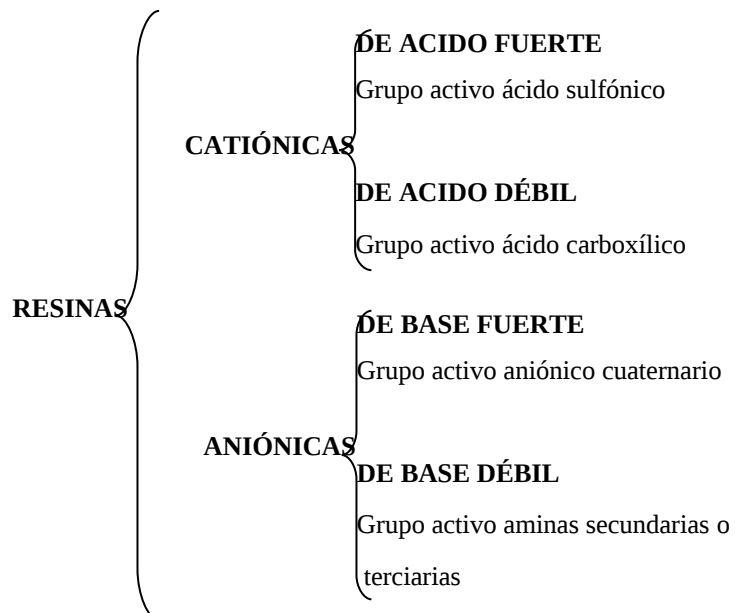 DE ACIDO FUERTE
Grupo activo ácido sulfónico
CATIÓNICAS
DE ACIDO DÉBIL
Grupo activo ácido carboxílico
RESINAS
DE BASE FUERTE
Grupo activo aniónico cuaternario
ANIÓNICAS
DE BASE DÉBIL
Grupo activo aminas secundarias o
terciarias